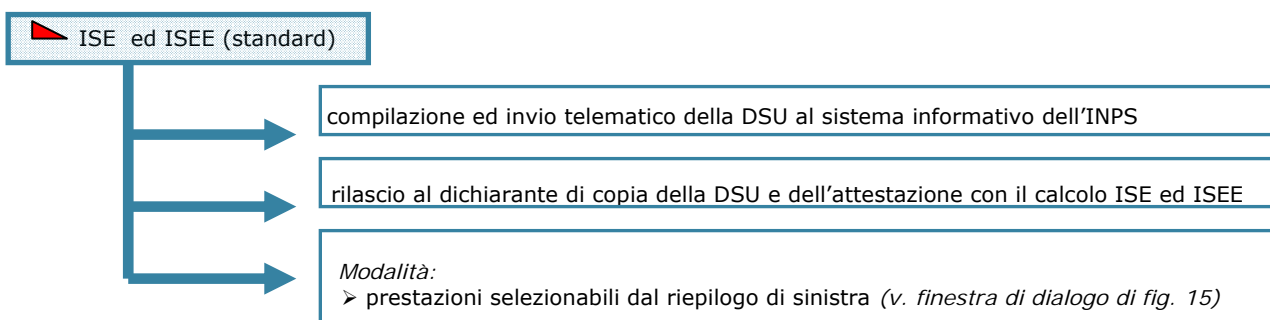 ISE ed ISEE (standard)
compilazione ed invio telematico della DSU al sistema informativo dell'INPS
rilascio al dichiarante di copia della DSU e dell'attestazione con il calcolo ISE ed ISEE
Modalità:
➢ prestazioni selezionabili dal riepilogo di sinistra (v. finestra di dialogo di fig. 15)